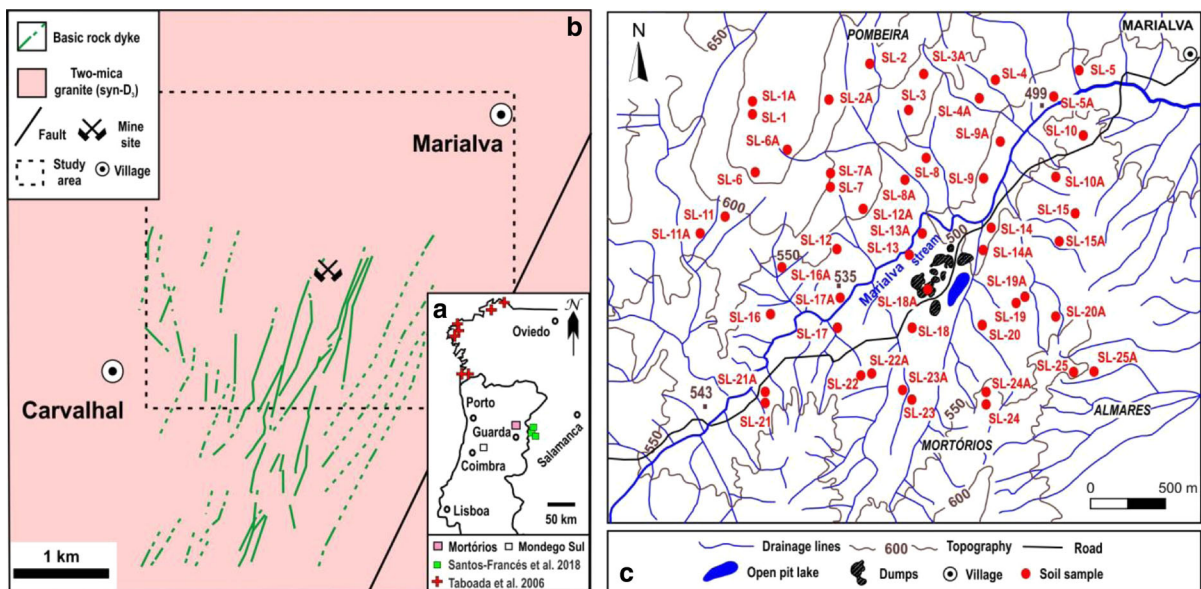 b
Basic rock dyke
Two-mica
granite (syn-D₃)
Fault
Mine
site
Study
area
Village
Marialva
Carvalhal
1 km
a
N
Oviedo
Porto
Guarda
Coimbra
Salamanca
Lisboa
50 km
Mortórios
Mondego Sul
Santos-Francés et al. 2018
Taboada et al. 2006
N
POMBEIRA
MARIALVA
650
SL-2
SL-3A
SL-4
SL-5
499
SL-1A
SL-2A
SL-3
SL-4A
SL-5A
SL-1
SL-9A
SL-10
SL-6A
SL-6
SL-7A
SL-8
SL-9
SL-10A
SL-7
SL-8A
SL-11
600
SL-12A
SL-15
SL-11A
SL-13A
500
SL-14
SL-12
SL-13
SL-14A
SL-15A
550
SL-16A
535
Marialva stream
SL-17A
SL-18A
SL-19A
SL-19
SL-16
SL-17
SL-18
SL-20
SL-20A
SL-22A
SL-25
SL-25A
SL-21A
SL-22
SL-23A
SL-24A
543
SL-23
550
SL-24
ALMARES
SL-21
550
MORTÓRIOS
600
0
500 m
Drainage lines
600
Topography
Road
c
Open pit lake
Dumps
Village
Soil sample